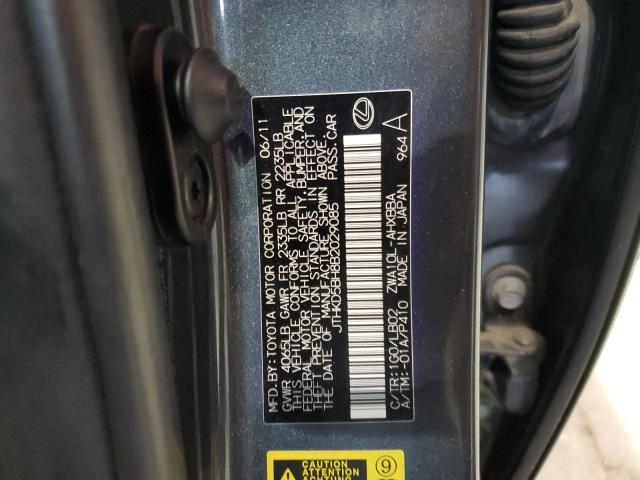 MFD. BY: TOYOTA MOTOR CORPORATION 06/11
GVWR 4065LB GAWR FR 2335LB RR 2235LB
THIS VEHICLE CONFORMS TO ALL APPLICABLE
FEDERAL MOTOR VEHICLE SAFETY, BUMPER, AND
THEFT PREVENTION STANDARDS IN EFFECT ON
THE DATE OF MANUFACTURE SHOWN ABOVE.
JTHKD5BH8B2029085 PASS. CAR
C/TR: 1G0/LB02 ZWA10L-AHXBBA
A/TM: -01A/P410 MADE IN JAPAN 964 A
CAUTION
ATTENTION
ACHTUNG
9